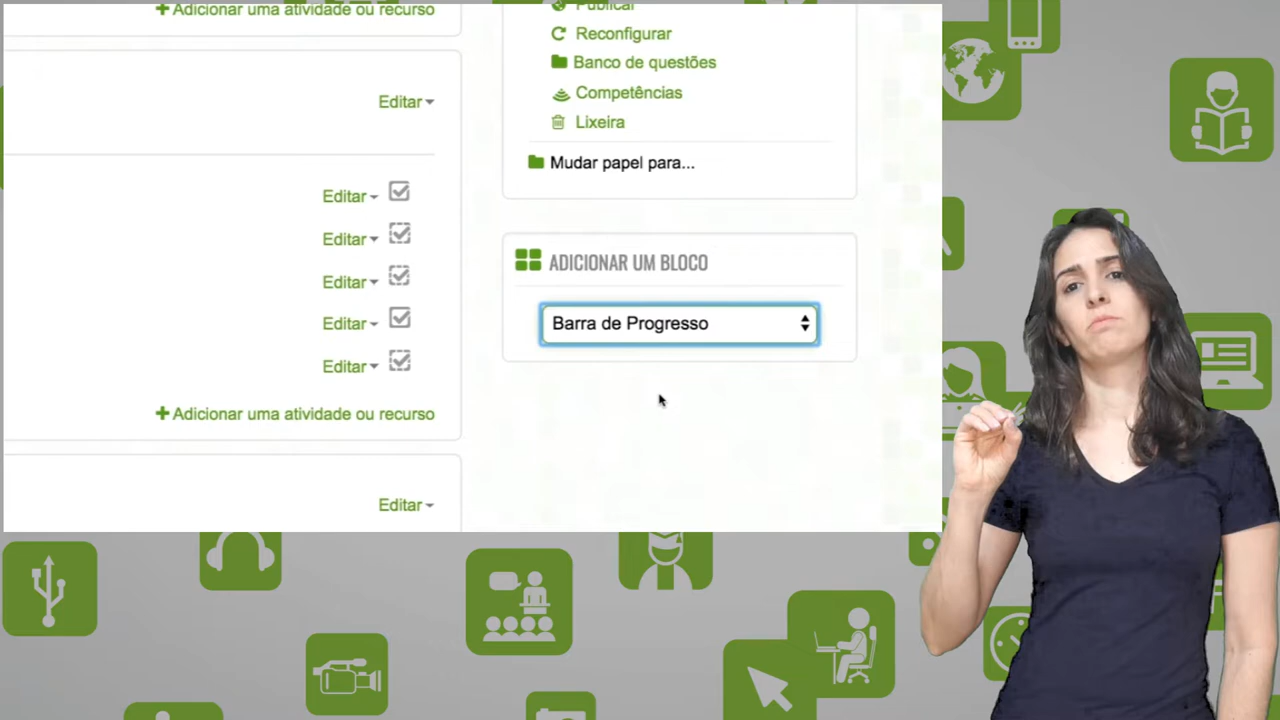 Adicionar uma atividade ou recurso
Editar
Editar
Editar
Editar
Editar
Editar
Adicionar uma atividade ou recurso
Editar
Publicar
Reconfigurar
Banco de questões
Competências
Lixeira
Mudar papel para...
ADICIONAR UM BLOCO
Barra de Progresso